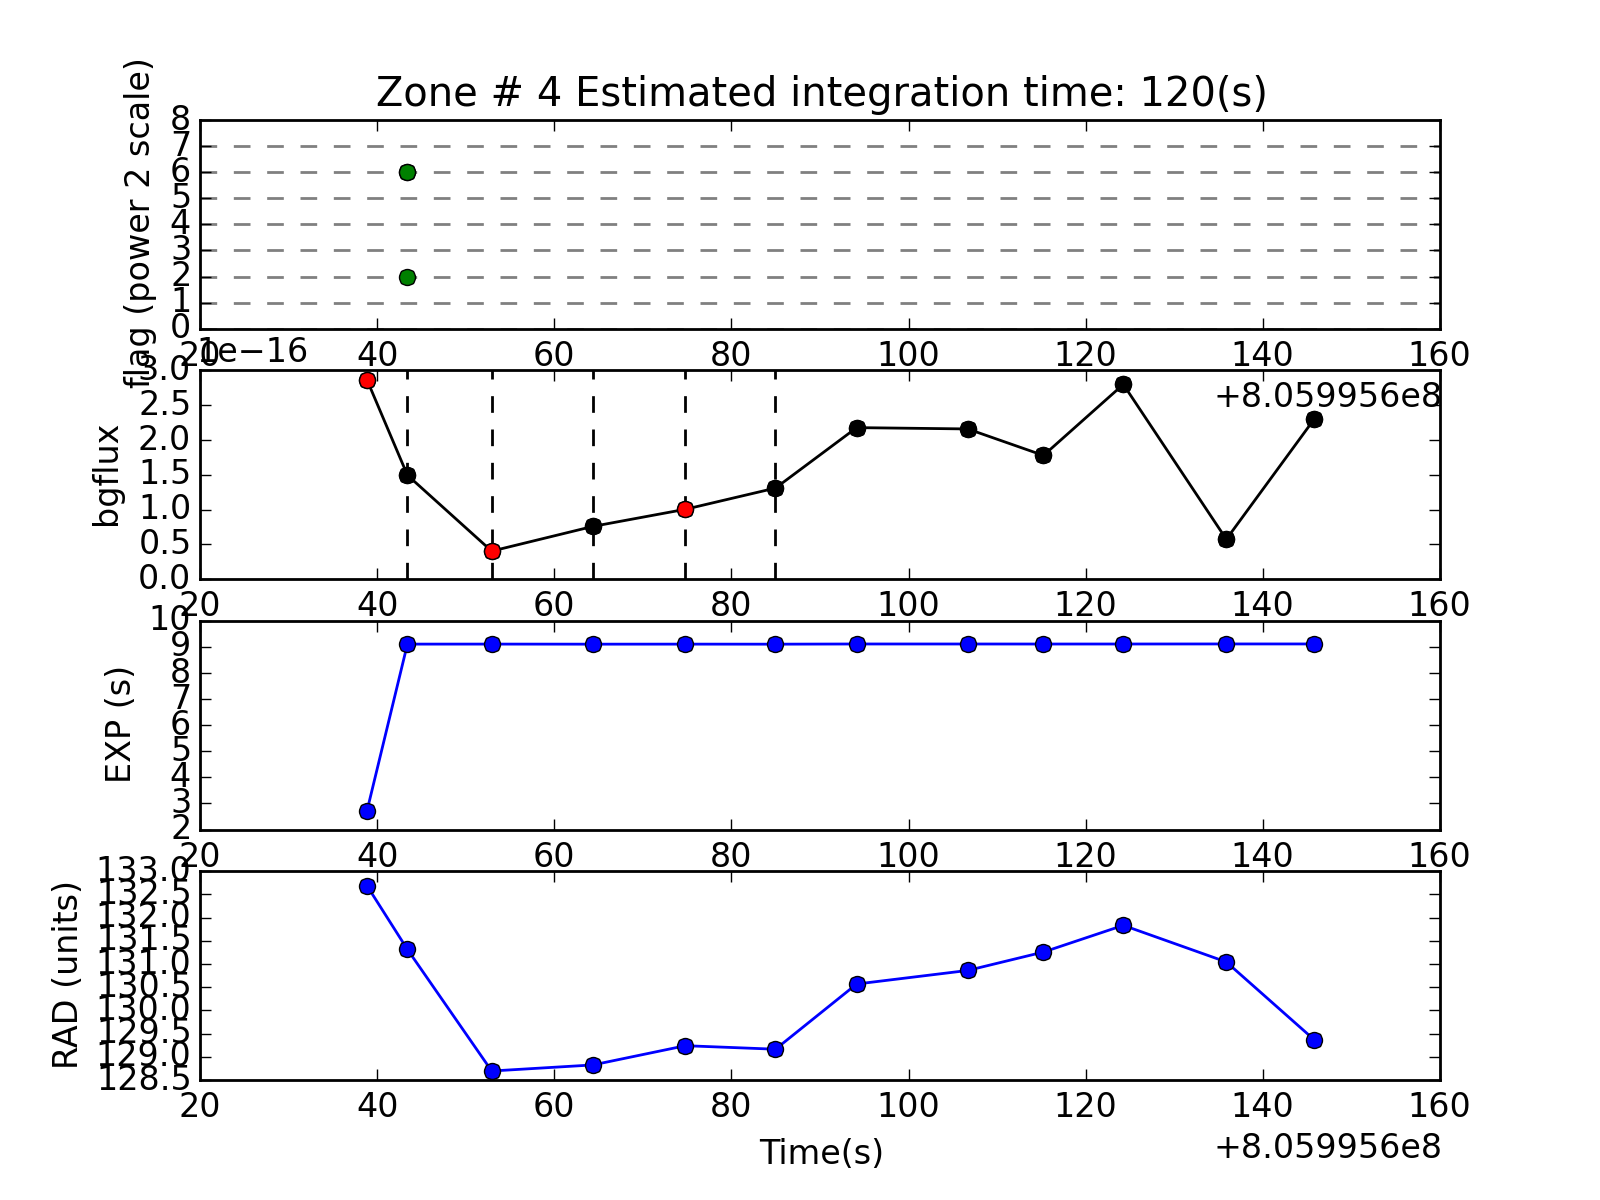 Zone # 4 Estimated integration time: 120(s)
flag (power 2 scale)
8
7
6
5
4
3
2
1
0
20 40 60 80 100 120 140 160
1e−16
+8.059956e8
bgflux
3.0
2.5
2.0
1.5
1.0
0.5
0.0
20 40 60 80 100 120 140 160
EXP (s)
10
9
8
7
6
5
4
3
2
20 40 60 80 100 120 140 160
RAD (units)
133.0
132.5
132.0
131.5
131.0
130.5
130.0
129.5
129.0
128.5
20 40 60 80 100 120 140 160
Time(s)
+8.059956e8